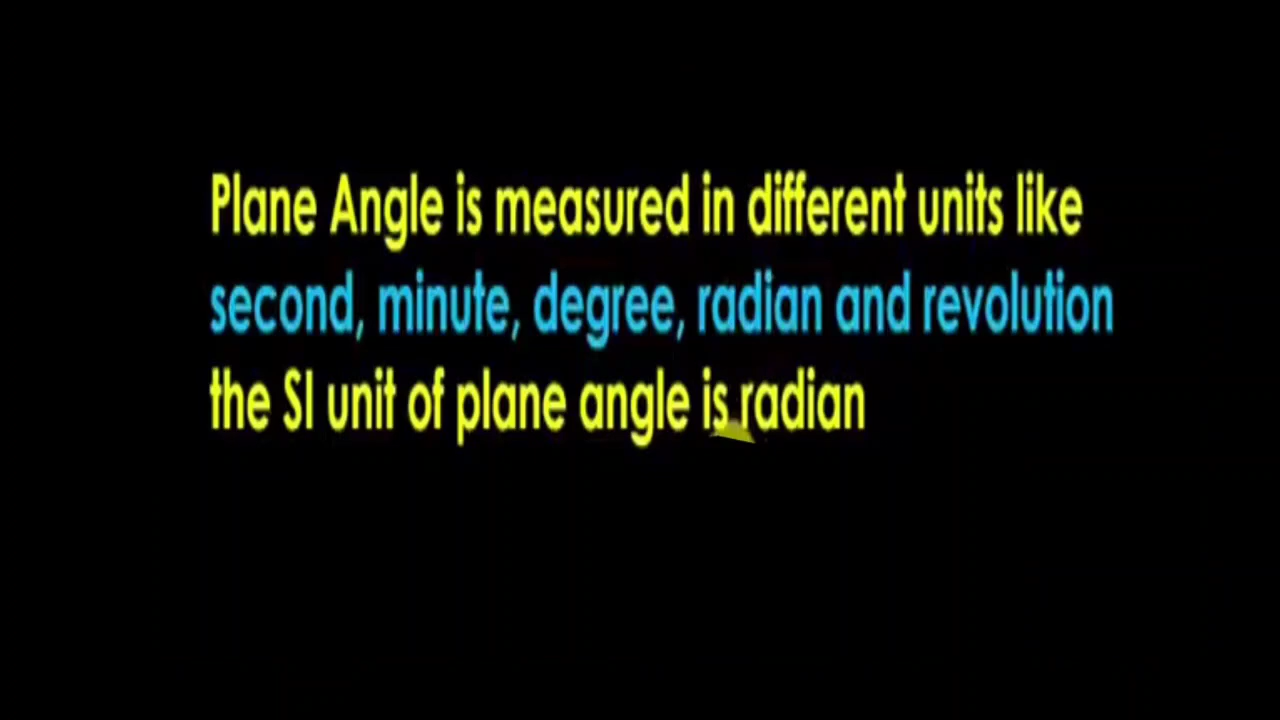 Plane Angle is measured in different units like
second, minute, degree, radian and revolution
the SI unit of plane angle is radian